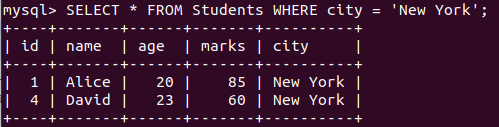 mysql> SELECT * FROM Students WHERE city = 'New York';
+----+-------+------+-------+----------+
| id | name  | age  | marks | city     |
+----+-------+------+-------+----------+
|  1 | Alice |   20 |    85 | New York |
|  4 | David |   23 |    60 | New York |
+----+-------+------+-------+----------+